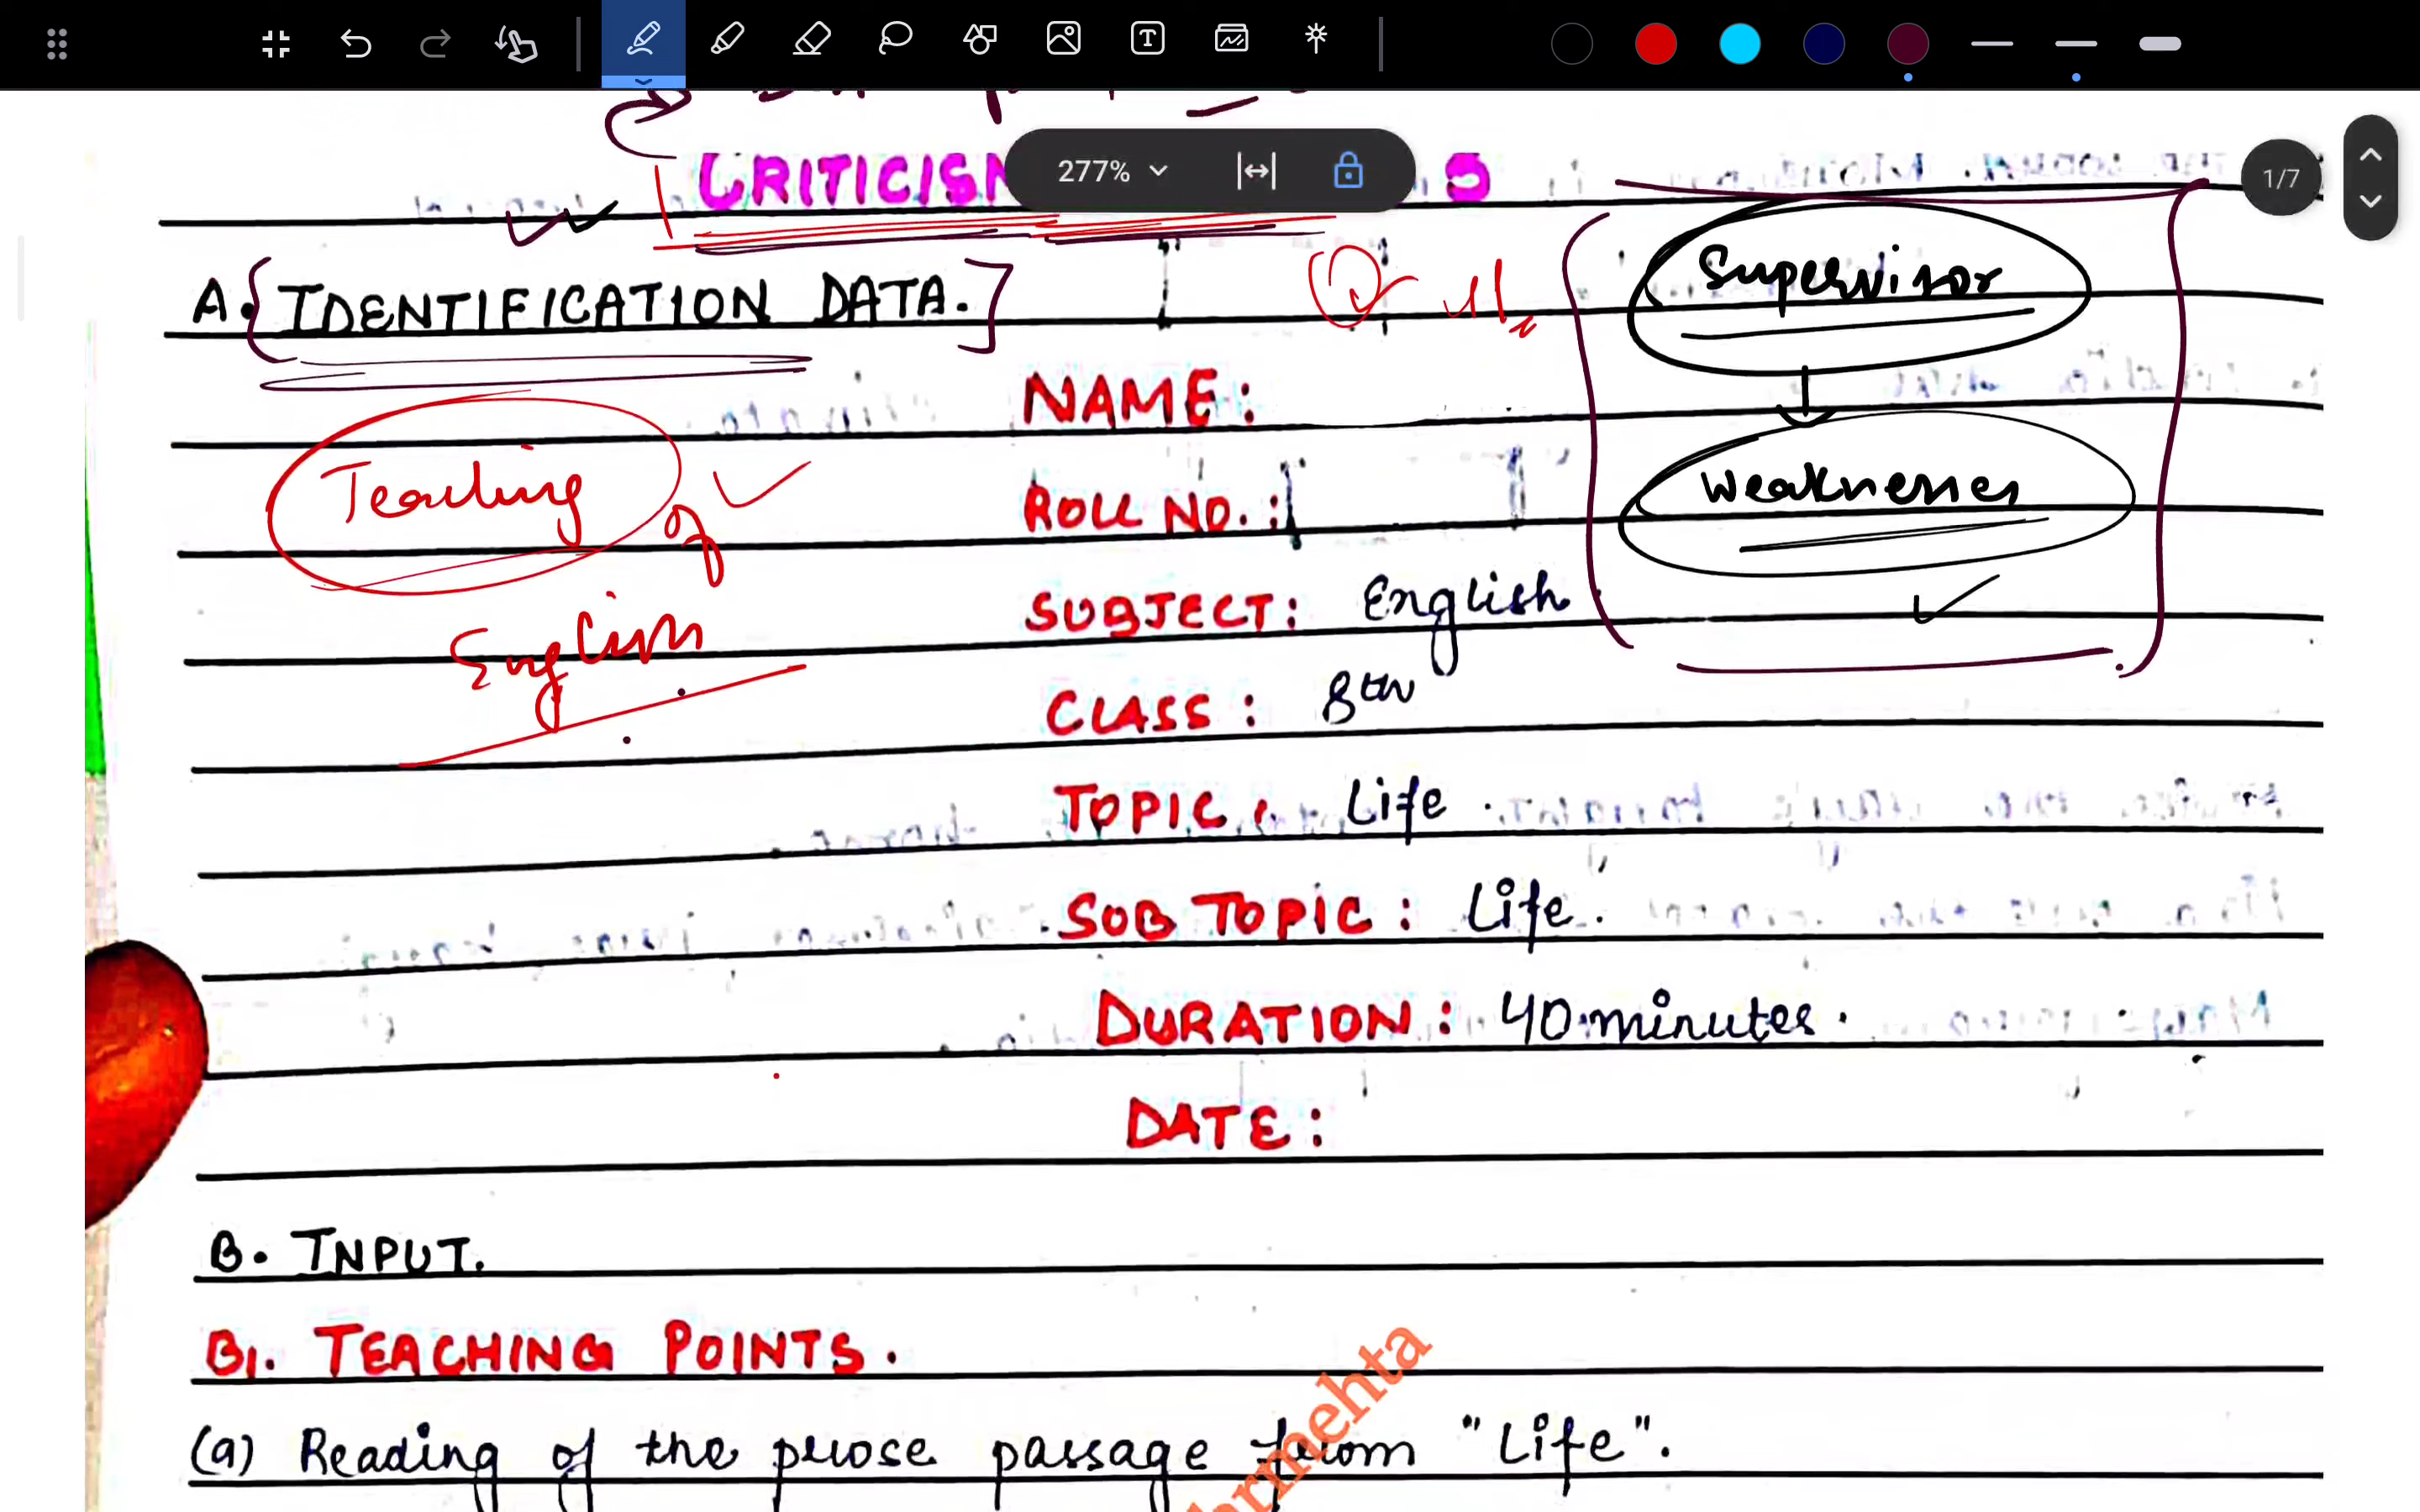 277%
1/7
CRITICISM
S
A. IDENTIFICATION DATA.
Supervisor
Weaknesses
Teaching
of
English
NAME:
ROLL NO.:
SUBJECT: English
CLASS: 8th
TOPIC: Life.
SUB TOPIC: Life.
DURATION: 40 minutes.
DATE:
B. INPUT.
B1. TEACHING POINTS.
(a) Reading of the prose passage from "Life".